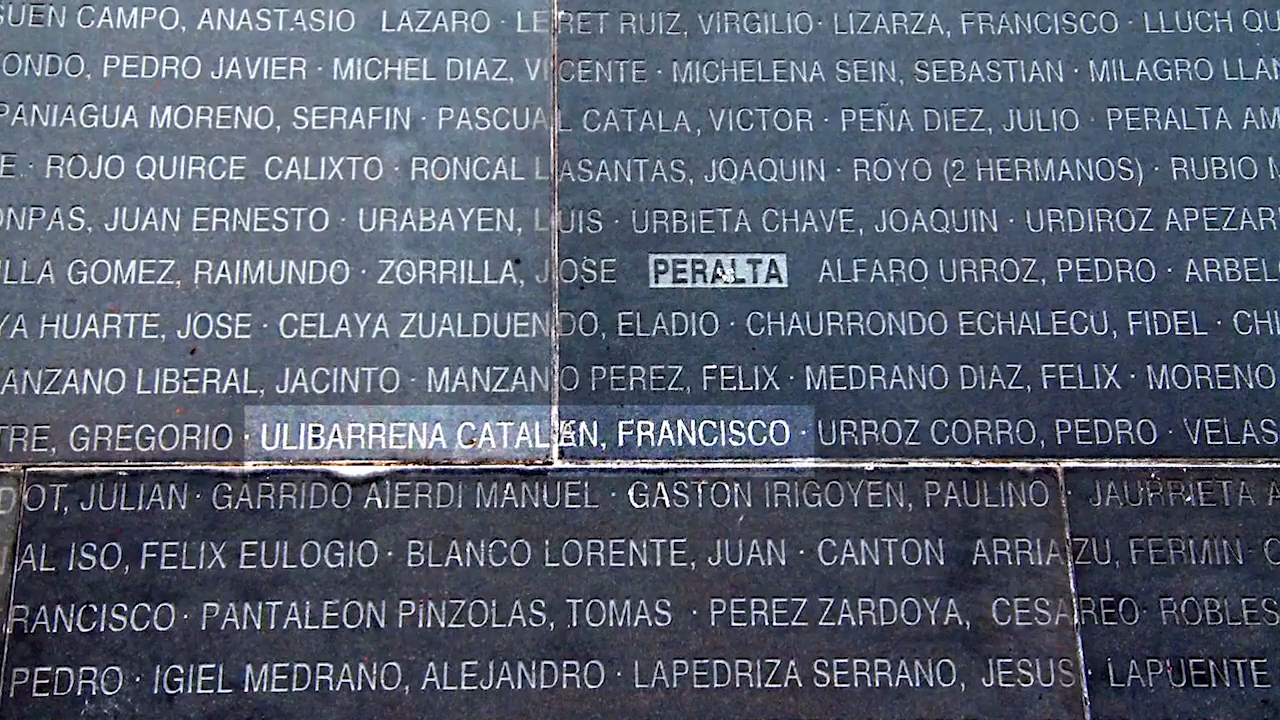 GUEN CAMPO, ANASTASIO LAZARO · LERET RUIZ, VIRGILIO · LIZARZA, FRANCISCO · LLUCH QU
ONDO, PEDRO JAVIER · MICHEL DIAZ, VICENTE · MICHELENA SEIN, SEBASTIAN · MILAGRO LLAN
PANIAGUA MORENO, SERAFIN · PASCUAL CATALA, VICTOR · PEÑA DIEZ, JULIO · PERALTA AM
E · ROJO QUIRCE CALIXTO · RONCAL LASANTAS, JOAQUIN · ROYO (2 HERMANOS) · RUBIO M
ONPAS, JUAN ERNESTO · URABAYEN, LUIS · URBIETA CHAVE, JOAQUIN · URDIROZ APEZAR
ILLA GOMEZ, RAIMUNDO · ZORRILLA, JOSE PERALTA ALFARO URROZ, PEDRO · ARBELO
YA HUARTE, JOSE · CELAYA ZUALDUENDO, ELADIO · CHAURRONDO ECHALECU, FIDEL · CHI
ANZANO LIBERAL, JACINTO · MANZANO PEREZ, FELIX · MEDRANO DIAZ, FELIX · MORENO
TRE, GREGORIO · ULIBARRENA CATALAN, FRANCISCO · URROZ CORRO, PEDRO · VELAS
DOT, JULIAN · GARRIDO AIERDI MANUEL · GASTON IRIGOYEN, PAULINO · JAURRIETA A
AL ISO, FELIX EULOGIO · BLANCO LORENTE, JUAN · CANTON ARRIAZU, FERMIN · C
RANCISCO · PANTALEON PINZOLAS, TOMAS · PEREZ ZARDOYA, CESAREO · ROBLES
PEDRO · IGIEL MEDRANO, ALEJANDRO · LAPEDRIZA SERRANO, JESUS · LAPUENTE